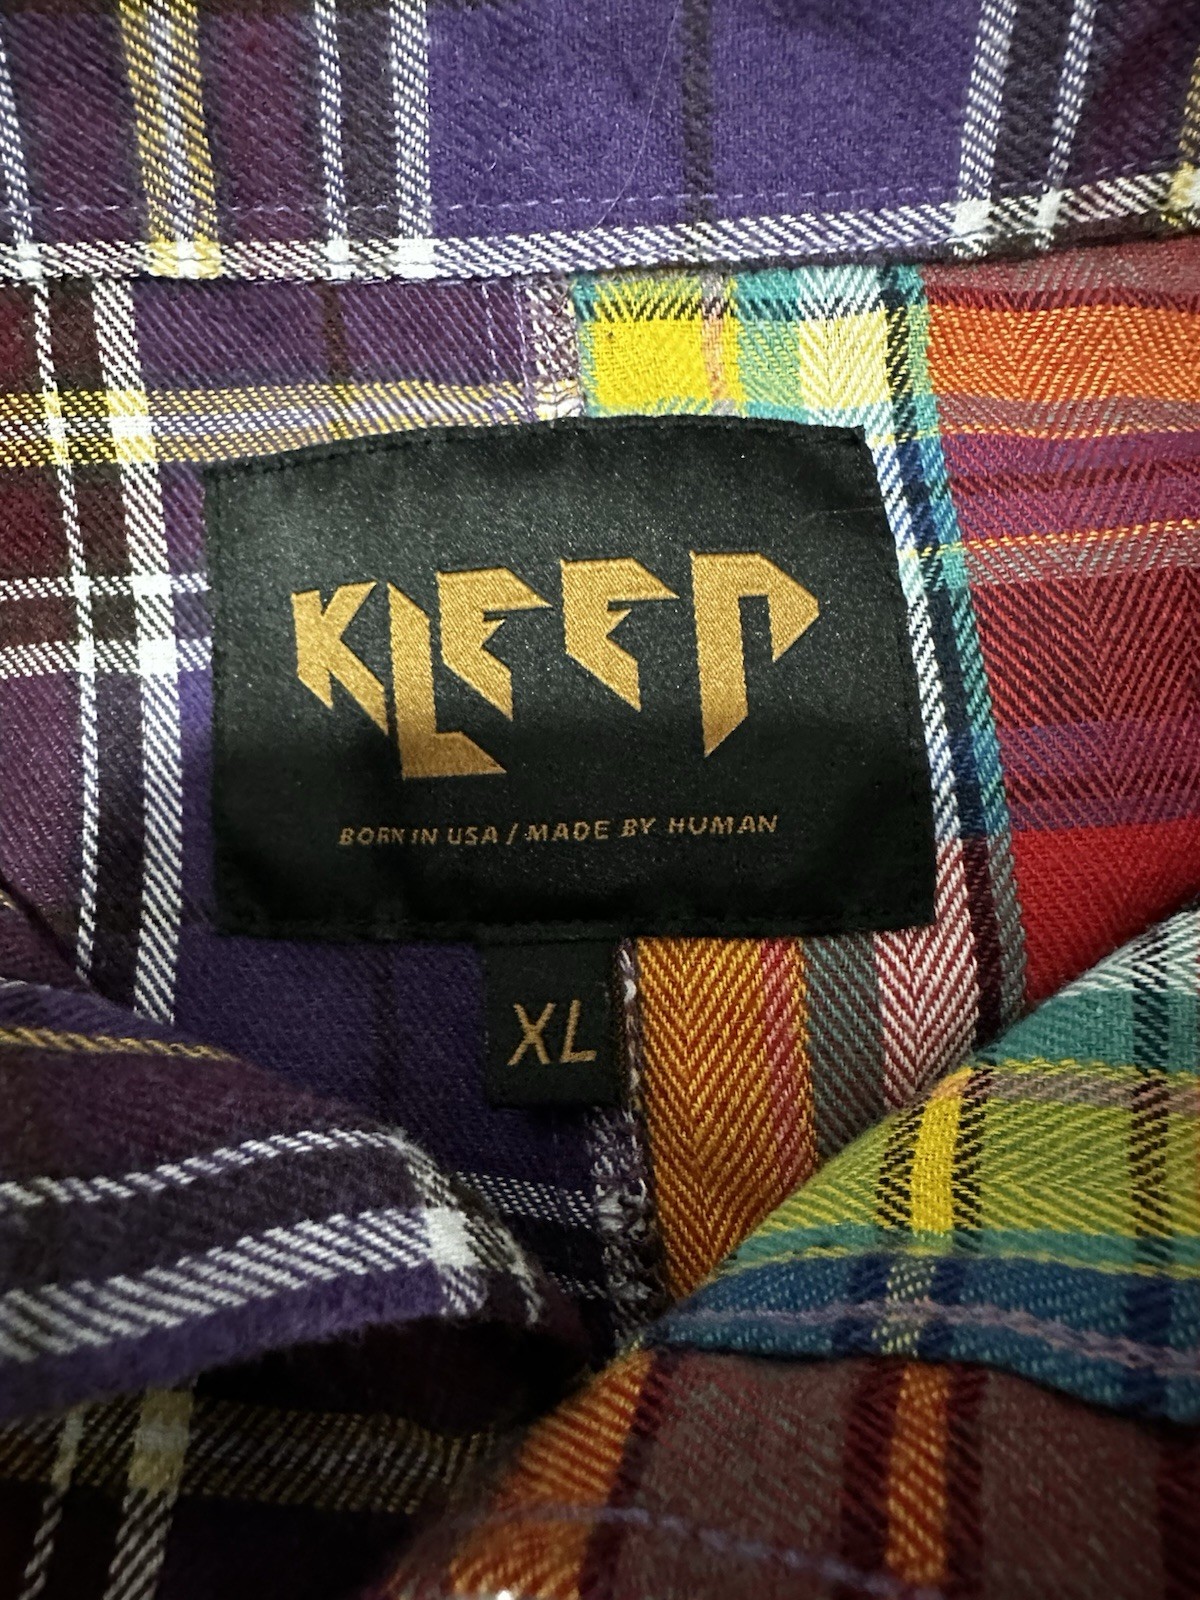 KLEEP
BORN IN USA / MADE BY HUMAN
XL